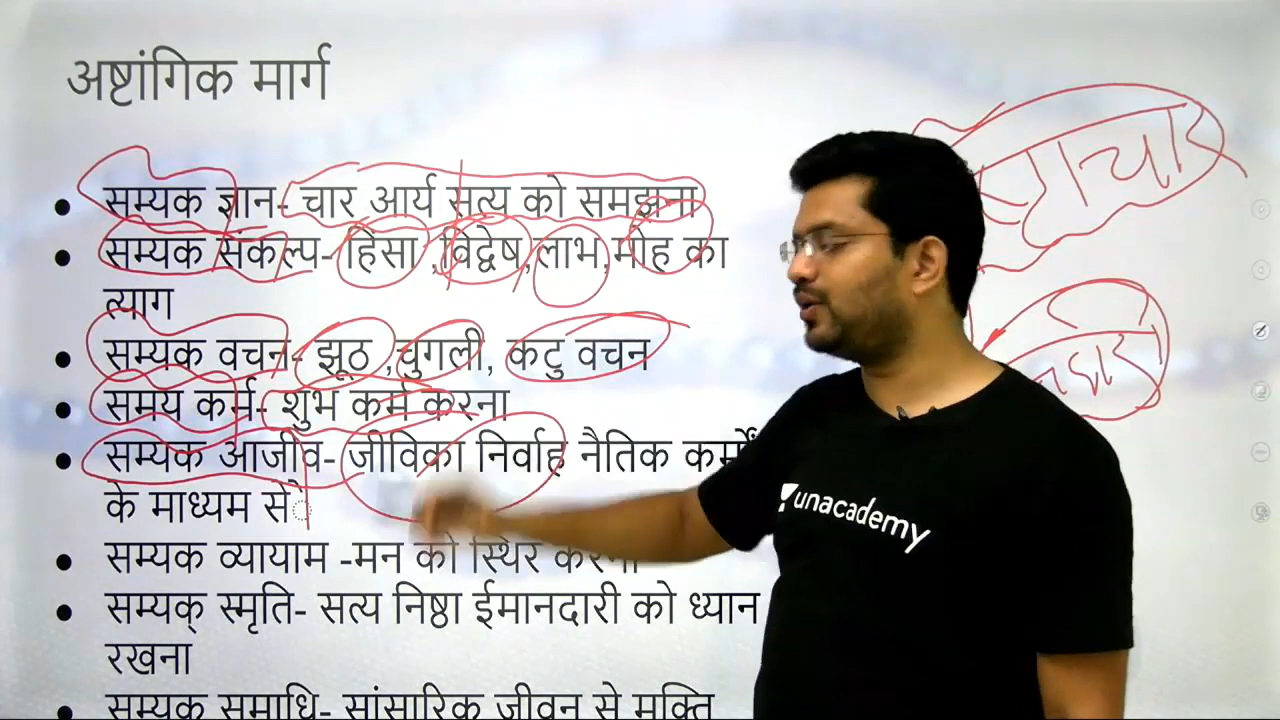 अष्टांगिक मार्ग
सम्यक ज्ञान- चार आर्य सत्य को समझना
सम्यक संकल्प- हिंसा ,विद्वेष,लाभ,मोह का
त्याग
सम्यक वचन- झूठ ,चुगली, कटु वचन
समय कर्म- शुभ कर्म करना
सम्यक आजीव- जीविका निर्वाह नैतिक कर्मों
के माध्यम सेे
सम्यक व्यायाम -मन को स्थिर करना
सम्यक् स्मृति- सत्य निष्ठा ईमानदारी को ध्यान
रखना
सम्यक समाधि- सांसारिक जीवन से मुक्ति
unacademy